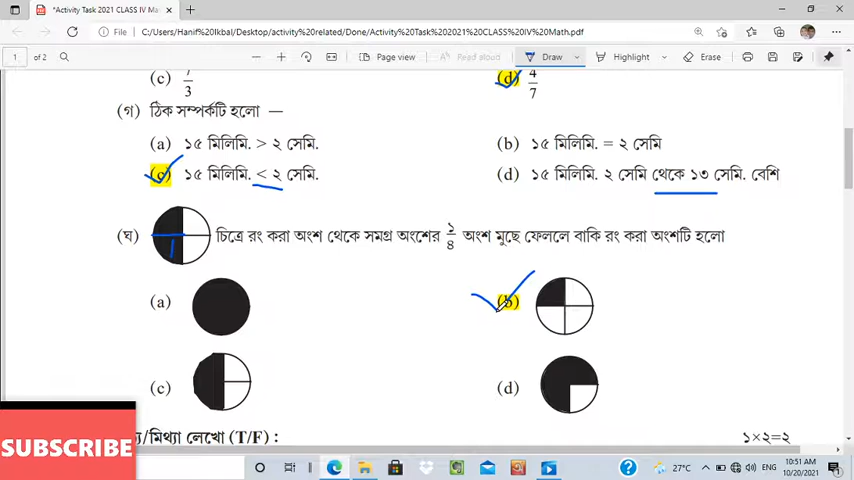 *Activity Task 2021 CLASS IV Mat
File
C:/Users/Hanif%20Ikbal/Desktop/activity%20related/Done/Activity%20Task%202021%20CLASS%20IV%20Math.pdf
1 of 2
Page view
Read aloud
Draw
Highlight
Erase
(c) 7/3 (d) 4/7
(গ) ঠিক সম্পর্কটি হলো —
(a) ১৫ মিলিমি. > ২ সেমি. (b) ১৫ মিলিমি. = ২ সেমি
(c) ১৫ মিলিমি. < ২ সেমি. (d) ১৫ মিলিমি. ২ সেমি থেকে ১৩ সেমি. বেশি
(ঘ) চিত্রে রং করা অংশ থেকে সমগ্র অংশের ১/৪ অংশ মুছে ফেললে বাকি রং করা অংশটি হলো
(a) (b)
(c) (d)
/মিথ্যা লেখো (T/F) : ১×২=২
SUBSCRIBE
27°C
ENG
10:51 AM
10/20/2021